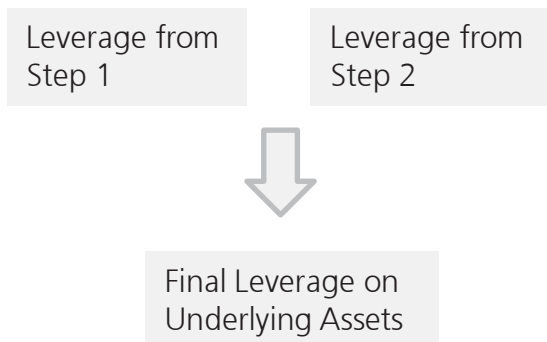 Leverage from
Step 1
Leverage from
Step 2
Final Leverage on
Underlying Assets